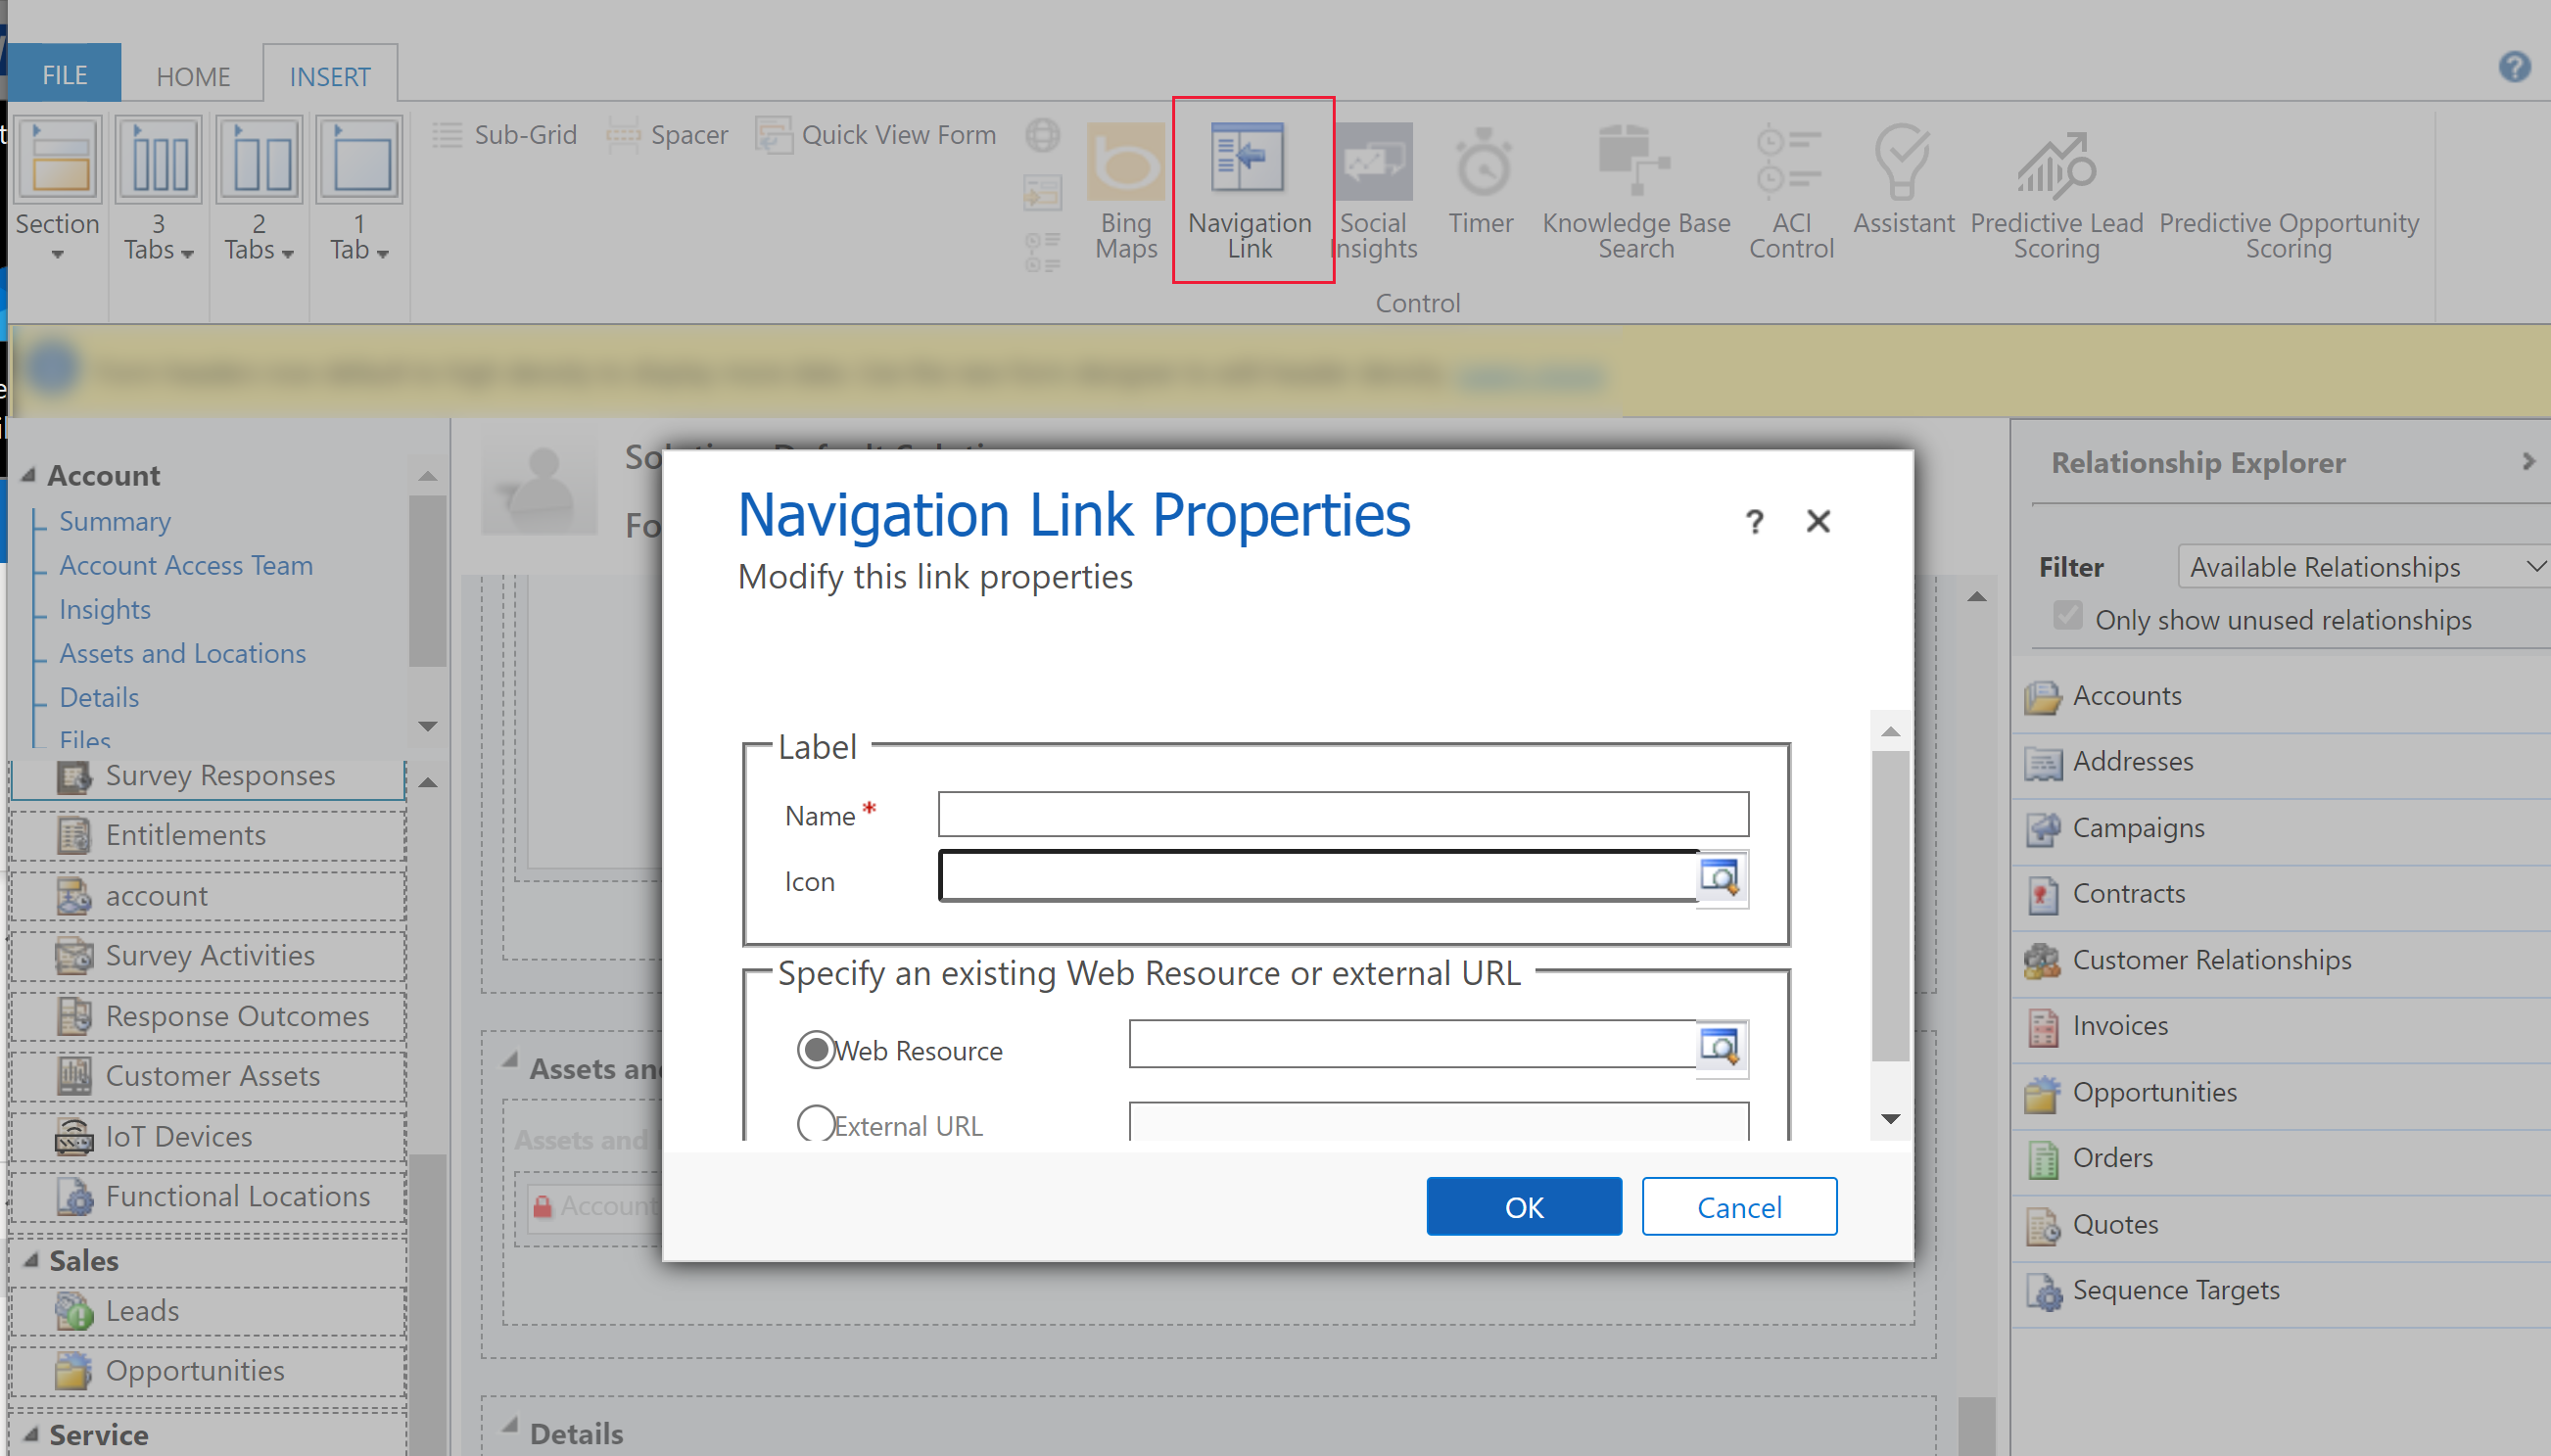 FILE HOME INSERT
Section
3 Tabs
2 Tabs
1 Tab
Sub-Grid
Spacer
Quick View Form
Bing Maps
Navigation Link
Social Insights
Timer
Knowledge Base Search
ACI Control
Assistant
Predictive Lead Scoring
Predictive Opportunity Scoring
Control
Account
Summary
Account Access Team
Insights
Assets and Locations
Details
Files
Survey Responses
Entitlements
account
Survey Activities
Response Outcomes
Customer Assets
IoT Devices
Functional Locations
Sales
Leads
Opportunities
Service
Navigation Link Properties
?
Modify this link properties
Label
Name *
Icon
Specify an existing Web Resource or external URL
Web Resource
External URL
OK Cancel
Assets and
Assets and
Account
Details
Relationship Explorer
Filter Available Relationships
Only show unused relationships
Accounts
Addresses
Campaigns
Contracts
Customer Relationships
Invoices
Opportunities
Orders
Quotes
Sequence Targets